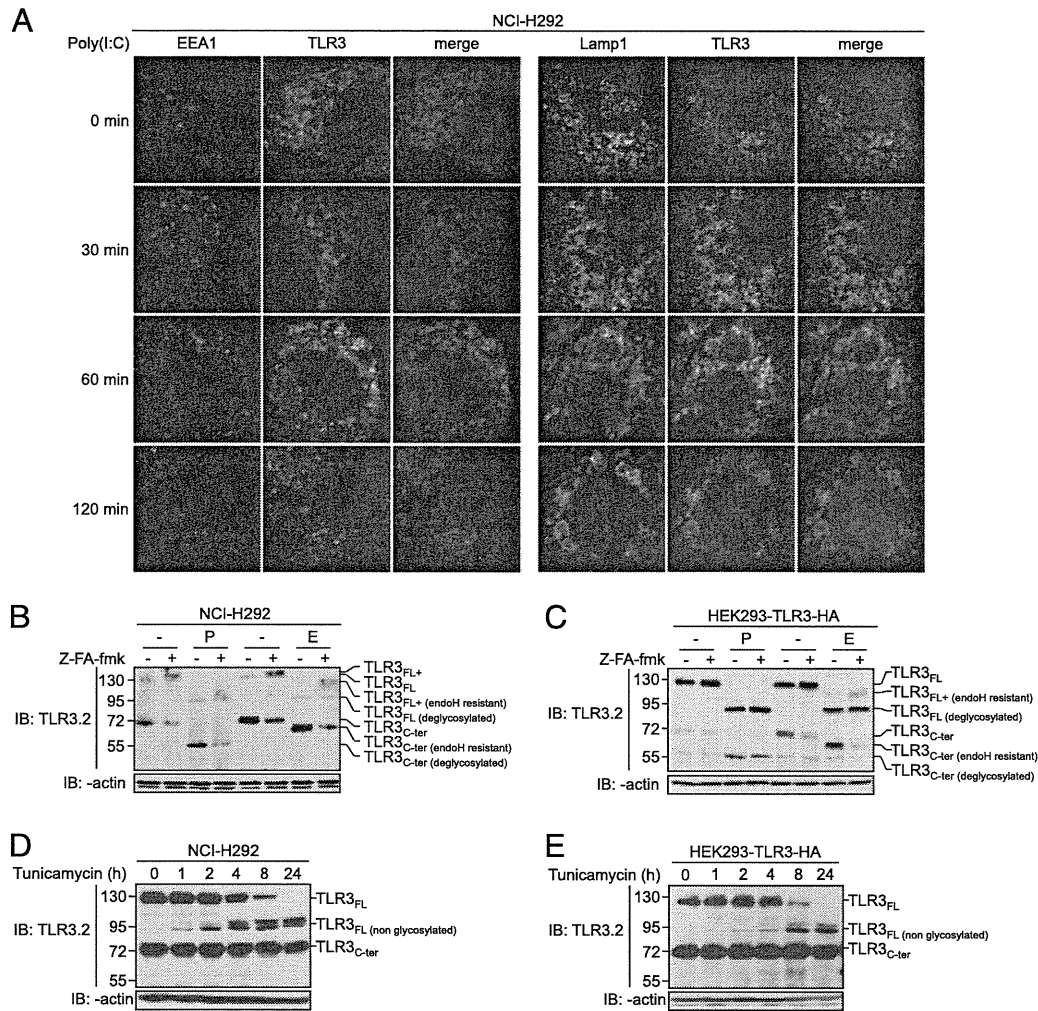 A
NCI-H292
Poly(I:C) EEA1 TLR3 merge Lamp1 TLR3 merge
0 min
30 min
60 min
120 min
B
NCI-H292
- P - E
Z-FA-fmk - + - + - + - +
IB: TLR3.2
130
95
72
55
TLR3FL+
TLR3FL
TLR3FL+ (endoH resistant)
TLR3FL (deglycosylated)
TLR3C-ter
TLR3C-ter (endoH resistant)
TLR3C-ter (deglycosylated)
IB: -actin
C
HEK293-TLR3-HA
- P - E
Z-FA-fmk - + - + - + - +
IB: TLR3.2
130
95
72
55
TLR3FL
TLR3FL+ (endoH resistant)
TLR3FL (deglycosylated)
TLR3C-ter
TLR3C-ter (endoH resistant)
TLR3C-ter (deglycosylated)
IB: -actin
D
NCI-H292
Tunicamycin (h) 0 1 2 4 8 24
IB: TLR3.2
130
95
72
55
TLR3FL
TLR3FL (non glycosylated)
TLR3C-ter
IB: -actin
E
HEK293-TLR3-HA
Tunicamycin (h) 0 1 2 4 8 24
IB: TLR3.2
130
95
72
55
TLR3FL
TLR3FL (non glycosylated)
TLR3C-ter
IB: -actin